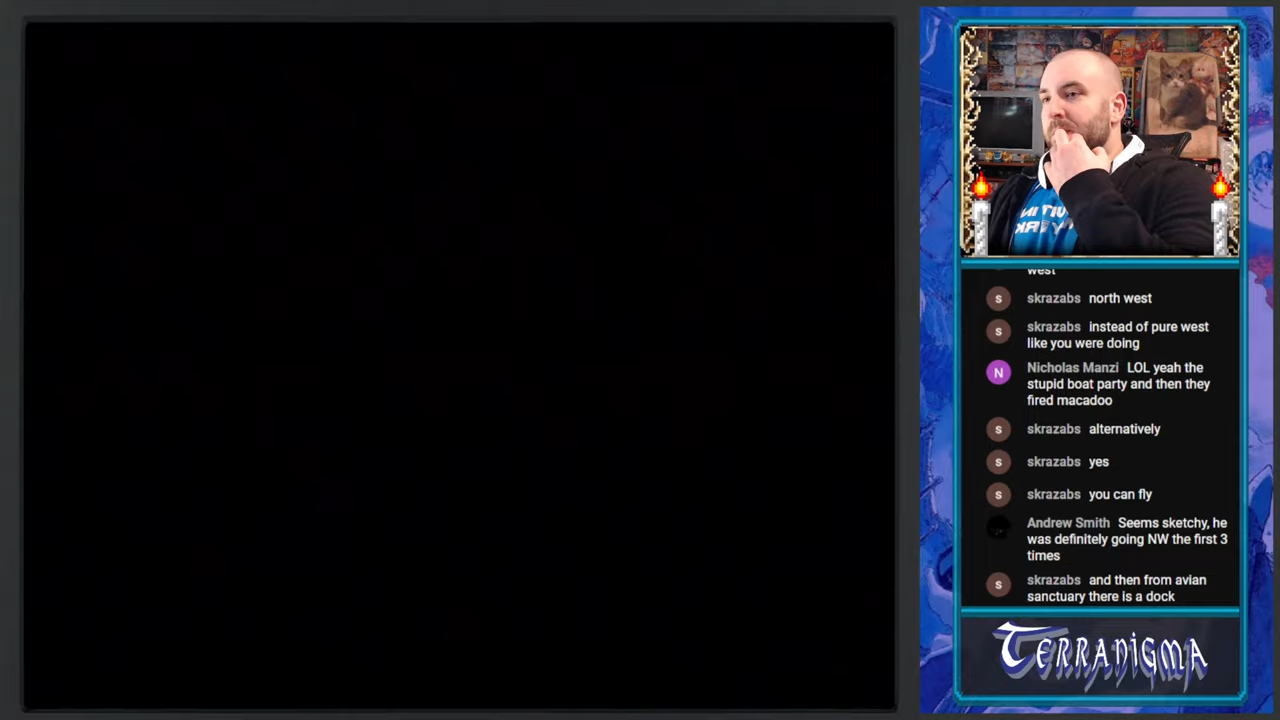 west
s skrazabs north west
s skrazabs instead of pure west
like you were doing
N Nicholas Manzi LOL yeah the
stupid boat party and then they
fired macadoo
s skrazabs alternatively
s skrazabs yes
s skrazabs you can fly
Andrew Smith Seems sketchy, he
was definitely going NW the first 3
times
s skrazabs and then from avian
sanctuary there is a dock
TERRANIGMA